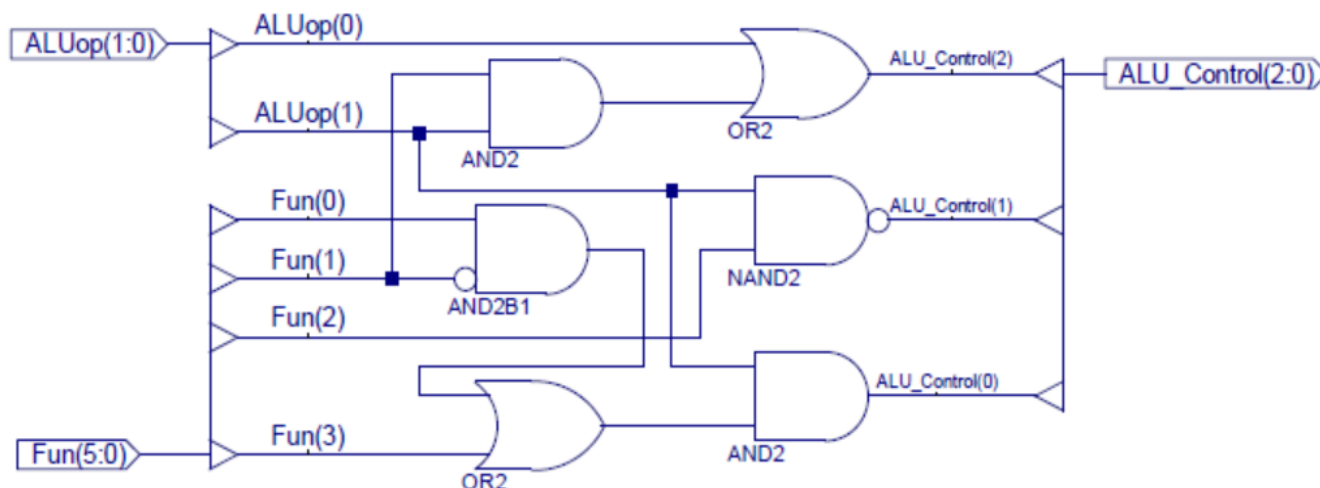 ALUop(1:0)
ALUop(0)
ALU_Control(2)
ALU_Control(2:0)
OR2
ALUop(1)
AND2
Fun(0)
ALU_Control(1)
Fun(1)
NAND2
AND2B1
Fun(2)
ALU_Control(0)
Fun(3)
AND2
Fun(5:0)
OR2